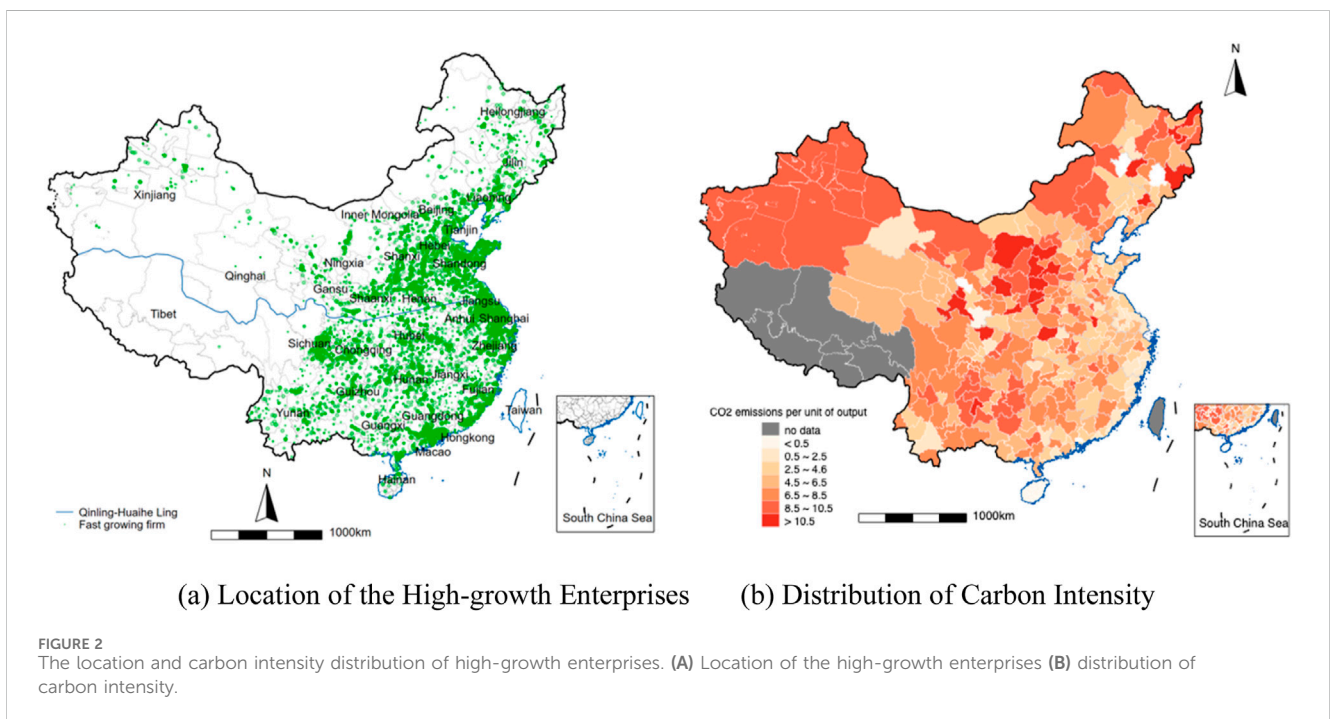 N
Heilongjiang
Jilin
Liaoning
Xinjiang
Inner Mongolia
Beijing
Tianjin
Hebei
Ningxia
Shanxi
Shandong
Qinghai
Gansu
Shaanxi
Henan
Jiangsu
Tibet
Anhui
Shanghai
Sichuan
Chongqing
Hubei
Zhejiang
Hunan
Jiangxi
Guizhou
Fujian
Yunan
Guangdong
Taiwan
Guangxi
Hongkong
Macao
Hainan
N
Qinling-Huaihe Ling
Fast growing firm
1000km
South China Sea
CO2 emissions per unit of output
no data
< 0.5
0.5 ~ 2.5
2.5 ~ 4.6
4.5 ~ 6.5
6.5 ~ 8.5
8.5 ~ 10.5
> 10.5
1000km
South China Sea
(a) Location of the High-growth Enterprises
(b) Distribution of Carbon Intensity
FIGURE 2
The location and carbon intensity distribution of high-growth enterprises. (A) Location of the high-growth enterprises (B) distribution of
carbon intensity.